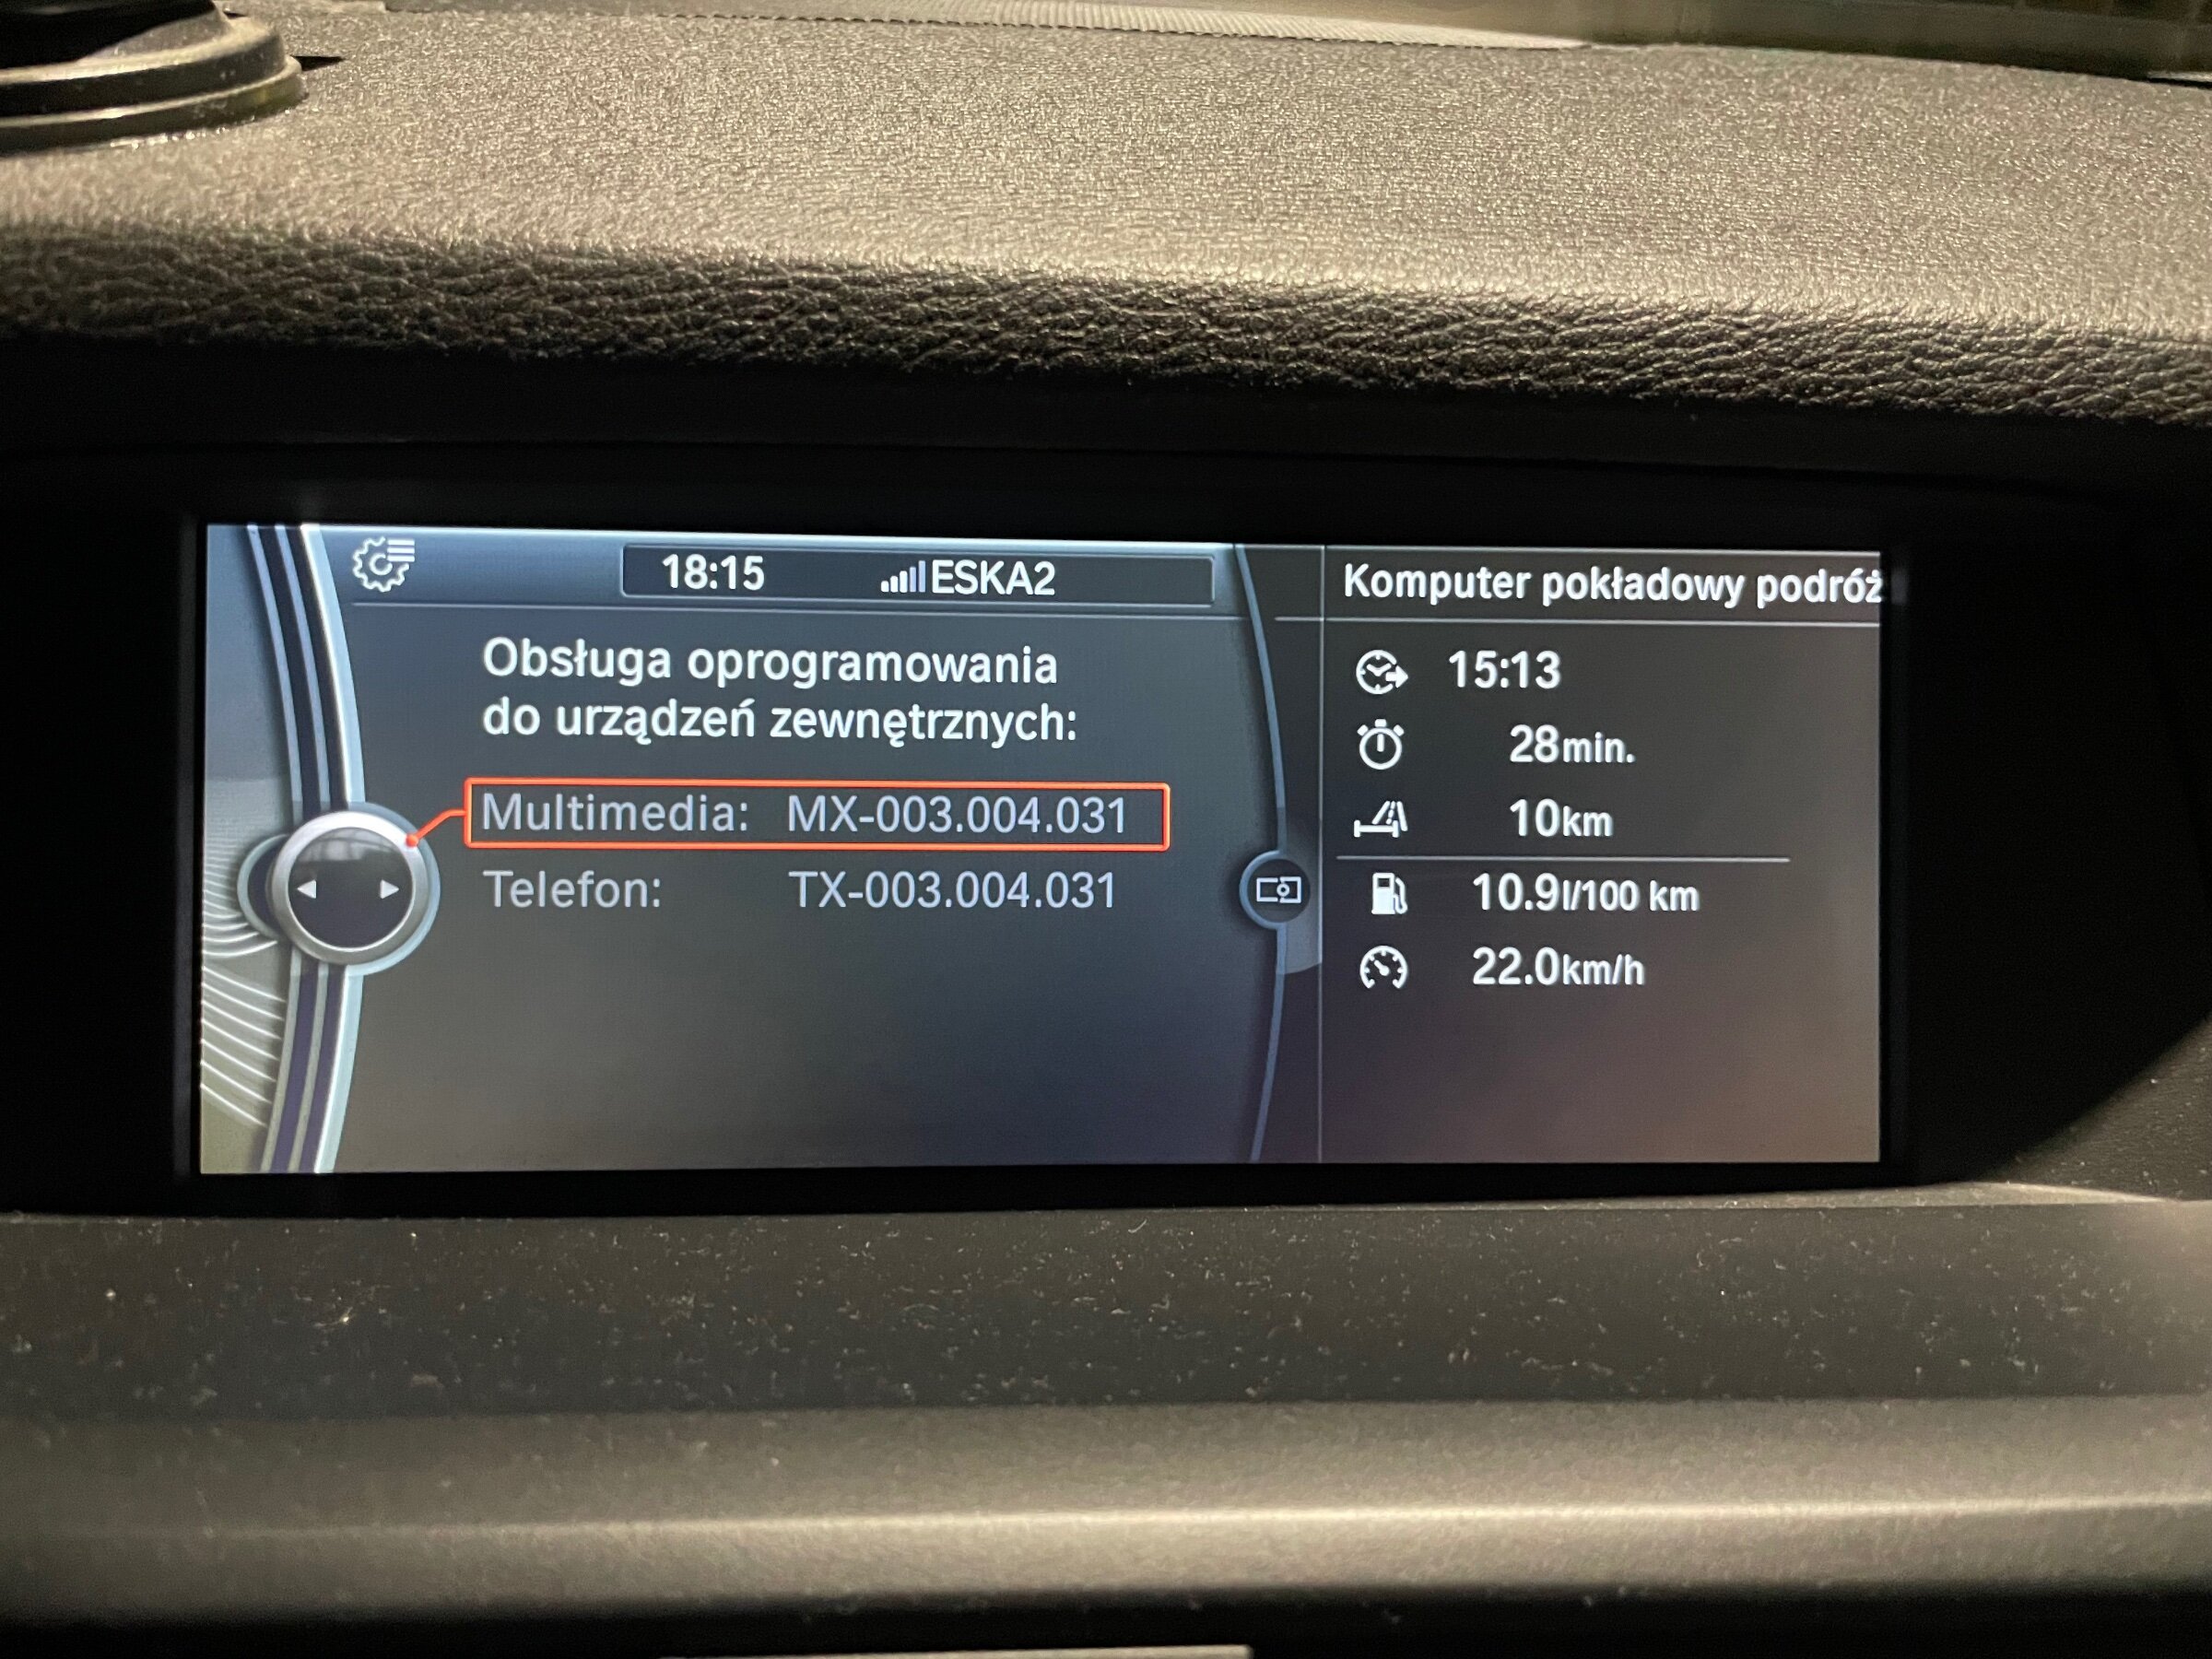 18:15 ESKA2
Obsługa oprogramowania
do urządzeń zewnętrznych:
Multimedia: MX-003.004.031
Telefon: TX-003.004.031
Komputer pokładowy podróż
15:13
28min.
10km
10.9l/100 km
22.0km/h